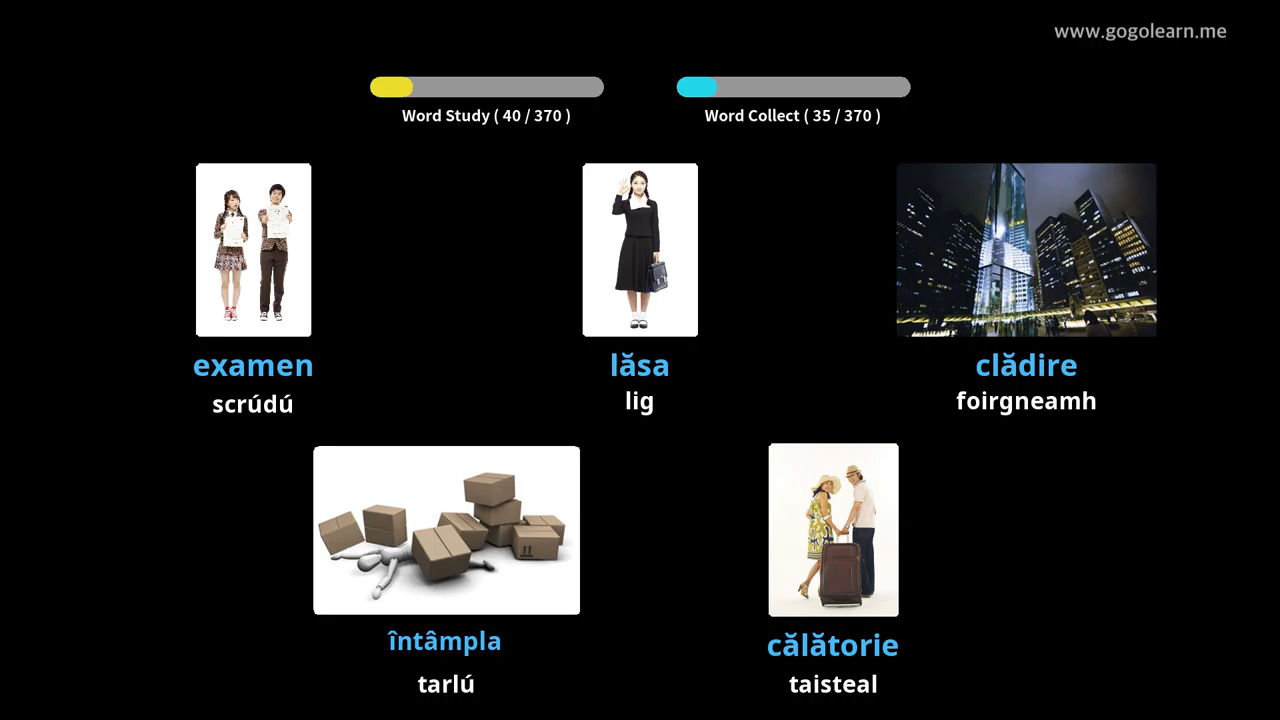 www.gogolearn.me
Word Study ( 40 / 370 )
Word Collect ( 35 / 370 )
examen
scrúdú
lăsa
lig
clădire
foirgneamh
întâmpla
tarlú
călătorie
taisteal